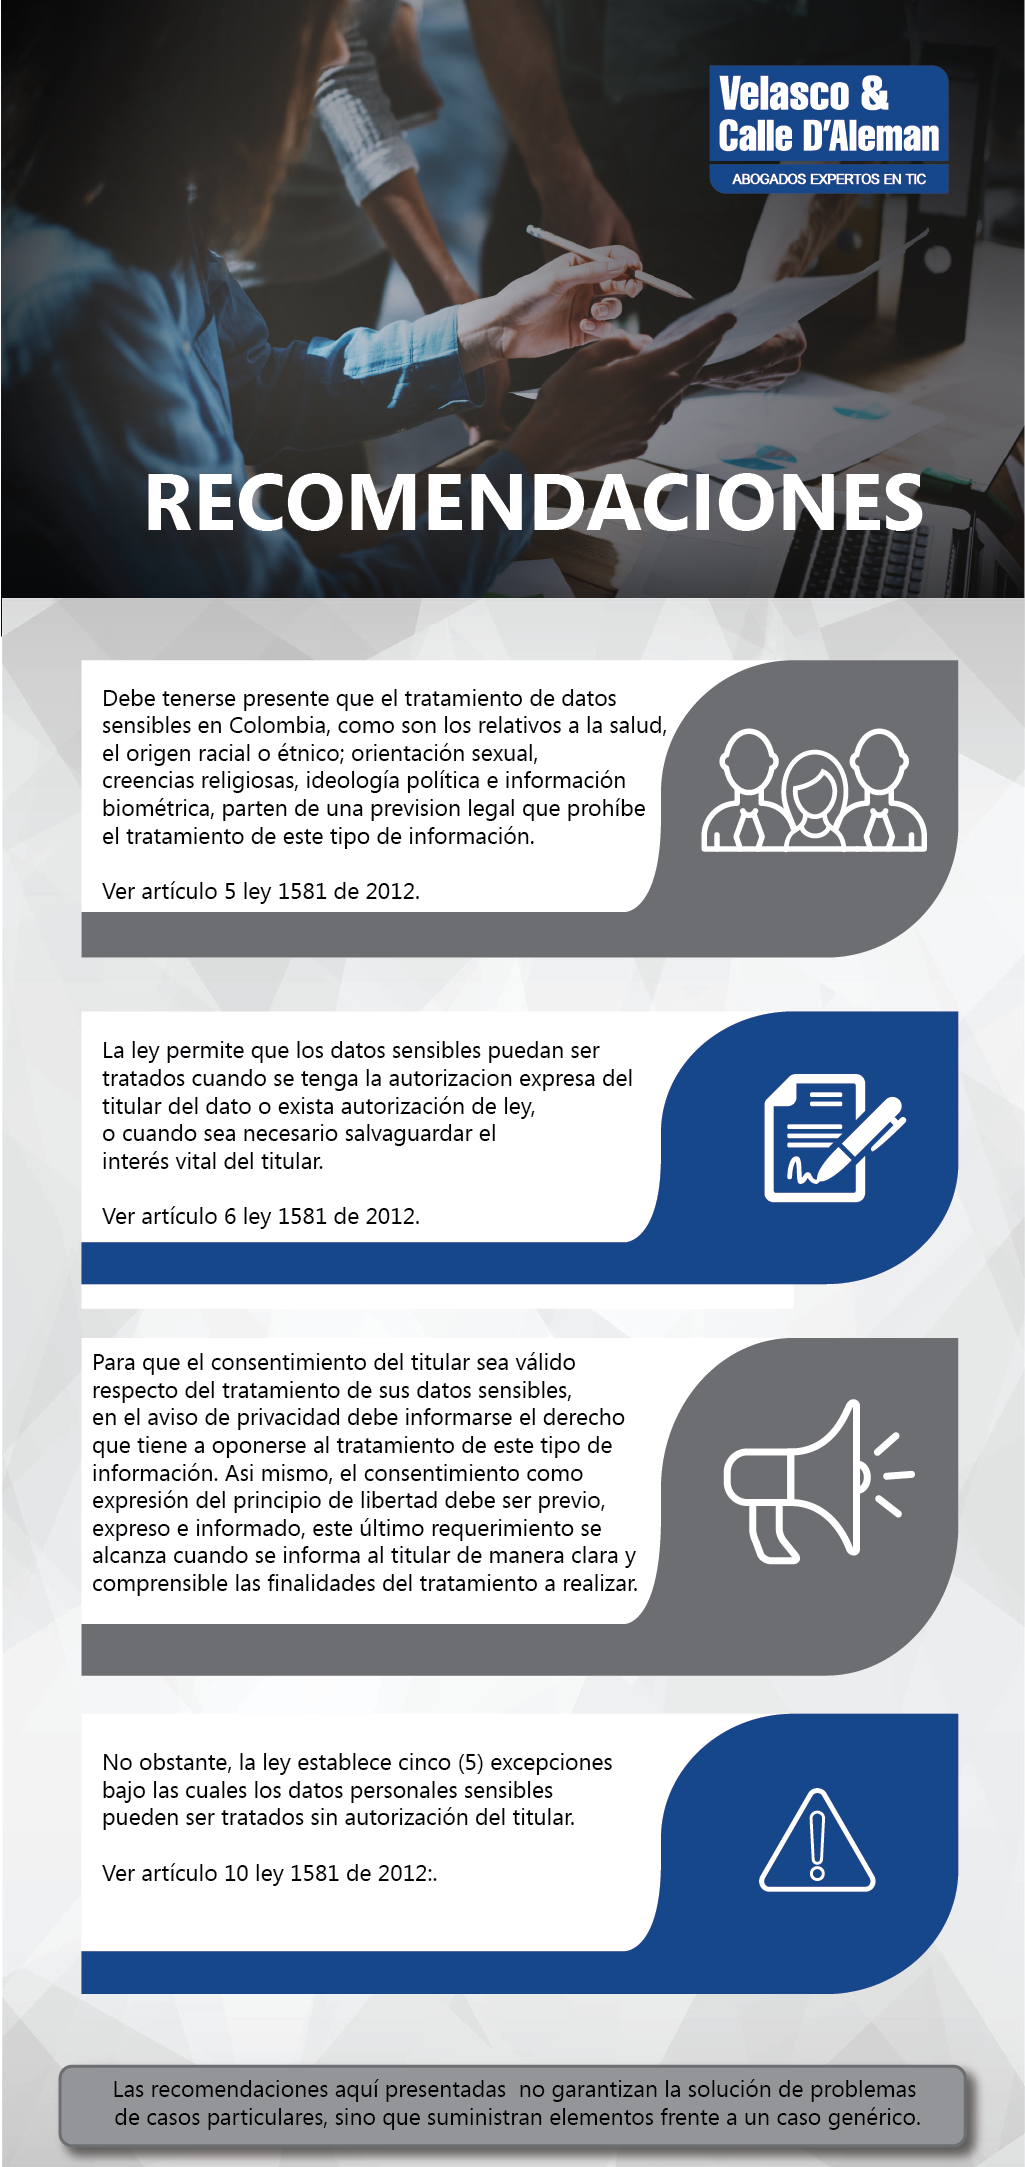 Velasco &
Calle D'Aleman
ABOGADOS EXPERTOS EN TIC
RECOMENDACIONES
Debe tenerse presente que el tratamiento de datos
sensibles en Colombia, como son los relativos a la salud,
el origen racial o étnico; orientación sexual,
creencias religiosas, ideología política e información
biométrica, parten de una prevision legal que prohíbe
el tratamiento de este tipo de información.
Ver artículo 5 ley 1581 de 2012.
La ley permite que los datos sensibles puedan ser
tratados cuando se tenga la autorizacion expresa del
titular del dato o exista autorización de ley,
o cuando sea necesario salvaguardar el
interés vital del titular.
Ver artículo 6 ley 1581 de 2012.
Para que el consentimiento del titular sea válido
respecto del tratamiento de sus datos sensibles,
en el aviso de privacidad debe informarse el derecho
que tiene a oponerse al tratamiento de este tipo de
información. Asi mismo, el consentimiento como
expresión del principio de libertad debe ser previo,
expreso e informado, este último requerimiento se
alcanza cuando se informa al titular de manera clara y
comprensible las finalidades del tratamiento a realizar.
No obstante, la ley establece cinco (5) excepciones
bajo las cuales los datos personales sensibles
pueden ser tratados sin autorización del titular.
Ver artículo 10 ley 1581 de 2012:.
Las recomendaciones aquí presentadas  no garantizan la solución de problemas
de casos particulares, sino que suministran elementos frente a un caso genérico.